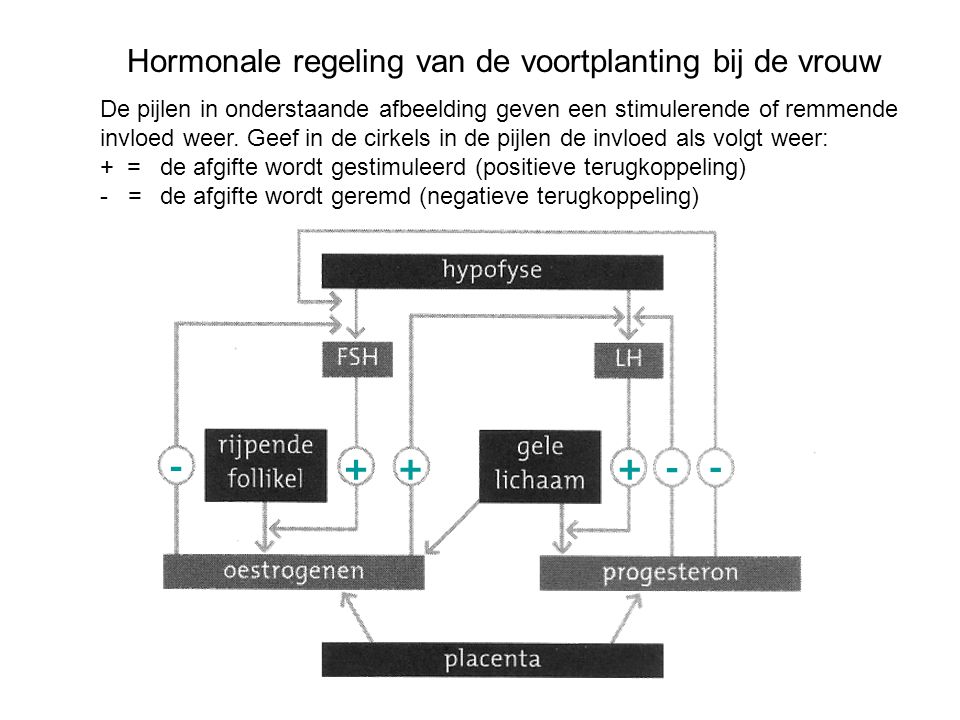 Hormonale regeling van de voortplanting bij de vrouw
De pijlen in onderstaande afbeelding geven een stimulerende of remmende
invloed weer. Geef in de cirkels in de pijlen de invloed als volgt weer:
+ = de afgifte wordt gestimuleerd (positieve terugkoppeling)
- = de afgifte wordt geremd (negatieve terugkoppeling)
hypofyse
FSH
LH
rijpende
follikel
gele
lichaam
- + + + - -
oestrogenen
progesteron
placenta